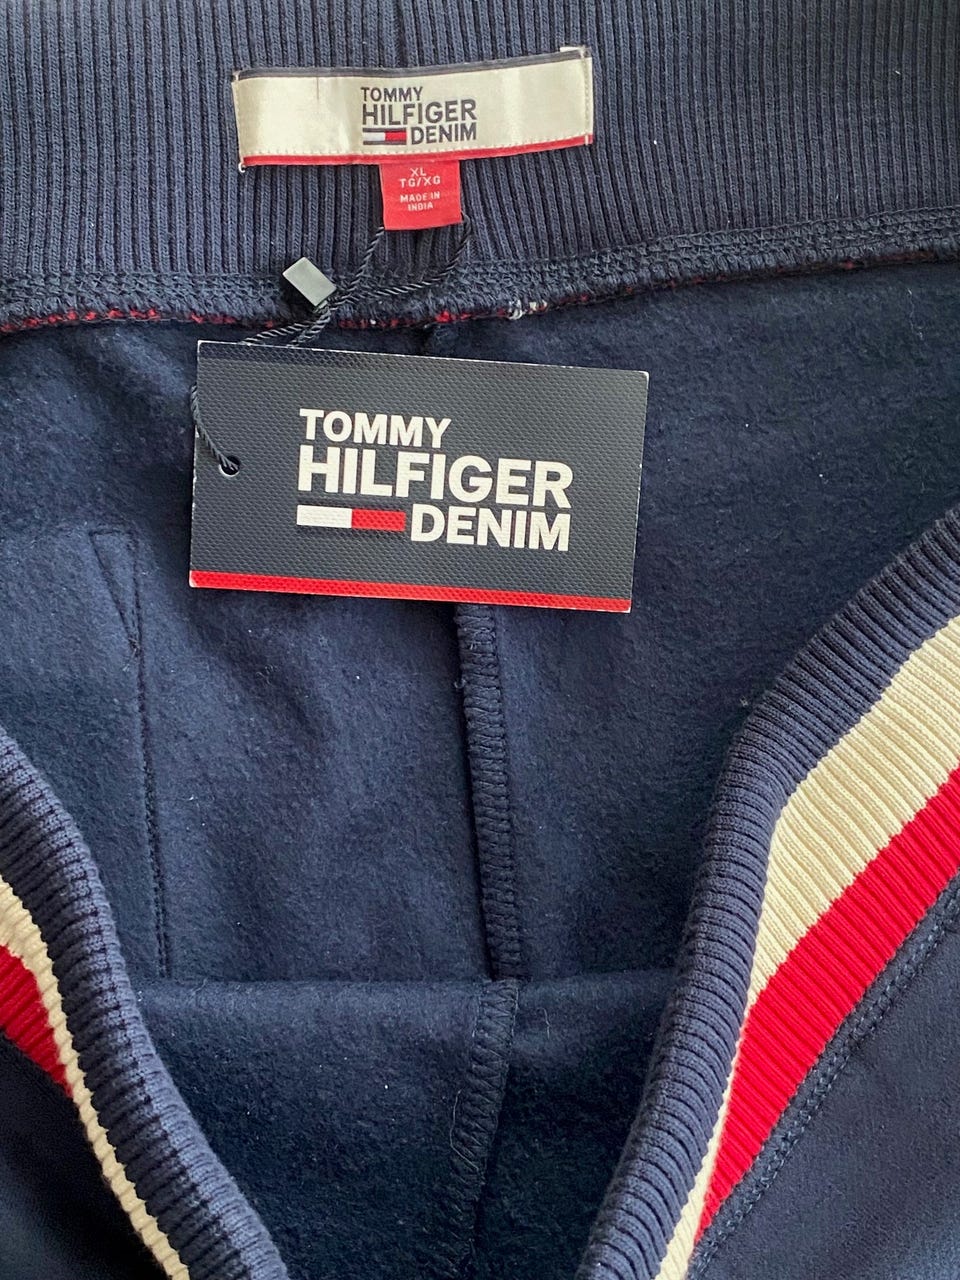 TOMMY
HILFIGER
DENIM
XL
TG/XG
MADE IN
INDIA
TOMMY
HILFIGER
DENIM